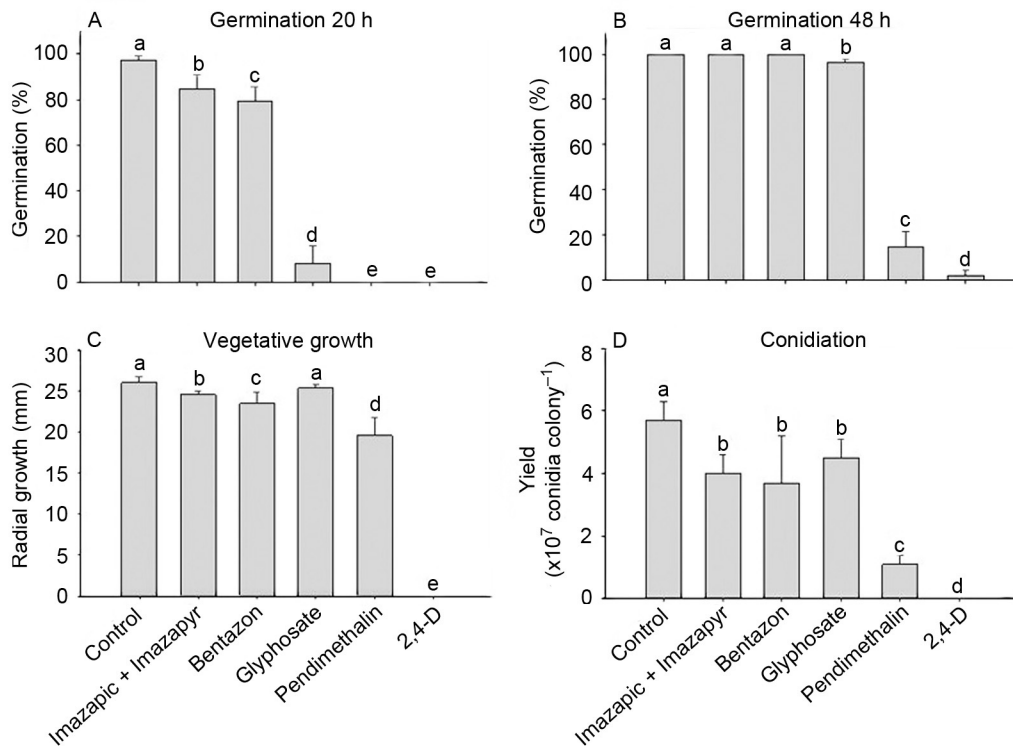 A
Germination 20 h
Germination (%)
100
80
60
40
20
0
a
b
c
d
e
e
B
Germination 48 h
Germination (%)
100
80
60
40
20
0
a
a
a
b
c
d
C
Vegetative growth
Radial growth (mm)
30
25
20
15
10
5
0
a
b
c
a
d
e
Control
Imazapic + Imazapyr
Bentazon
Glyphosate
Pendimethalin
2,4-D
D
Conidiation
Yield
(x10⁷ conidia colony⁻¹)
8
6
4
2
0
a
b
b
b
c
d
Control
Imazapic + Imazapyr
Bentazon
Glyphosate
Pendimethalin
2,4-D